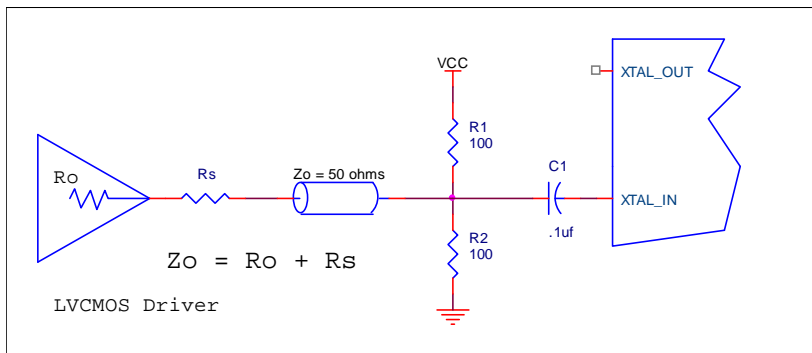 VCC
XTAL_OUT
R1
100
Ro
Rs
Zo = 50 ohms
C1
XTAL_IN
.1uf
R2
100
Zo = Ro + Rs
LVCMOS Driver